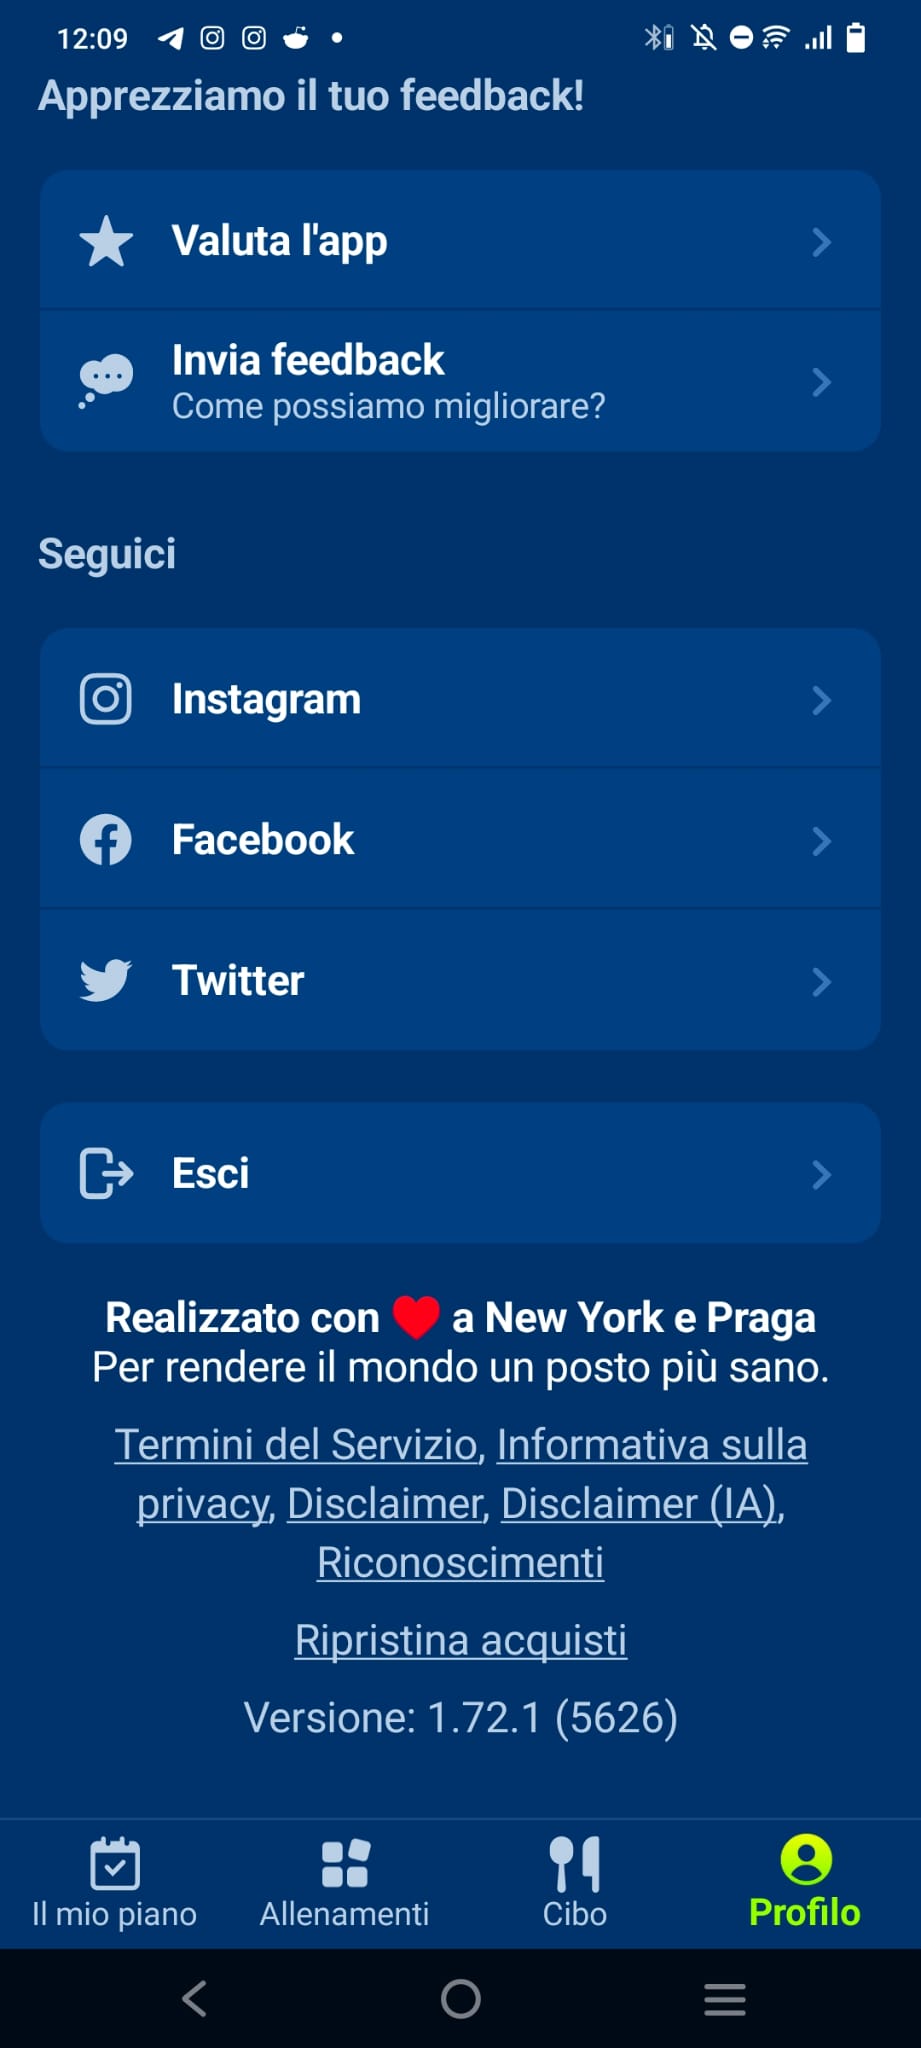 12:09
Apprezziamo il tuo feedback!
Valuta l'app
Invia feedback
Come possiamo migliorare?
Seguici
Instagram
Facebook
Twitter
Esci
Realizzato con ❤️ a New York e Praga
Per rendere il mondo un posto più sano.
Termini del Servizio, Informativa sulla
privacy, Disclaimer, Disclaimer (IA),
Riconoscimenti
Ripristina acquisti
Versione: 1.72.1 (5626)
Il mio piano
Allenamenti
Cibo
Profilo